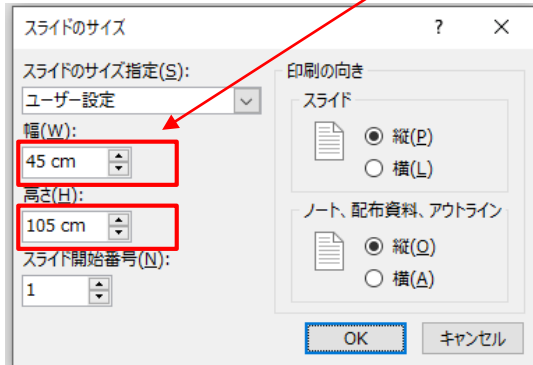 スライドのサイズ
? ×
スライドのサイズ指定(S):
ユーザー設定
幅(W):
45 cm
高さ(H):
105 cm
スライド開始番号(N):
1
印刷の向き
スライド
縦(P)
横(L)
ノート、配布資料、アウトライン
縦(O)
横(A)
OK
キャンセル